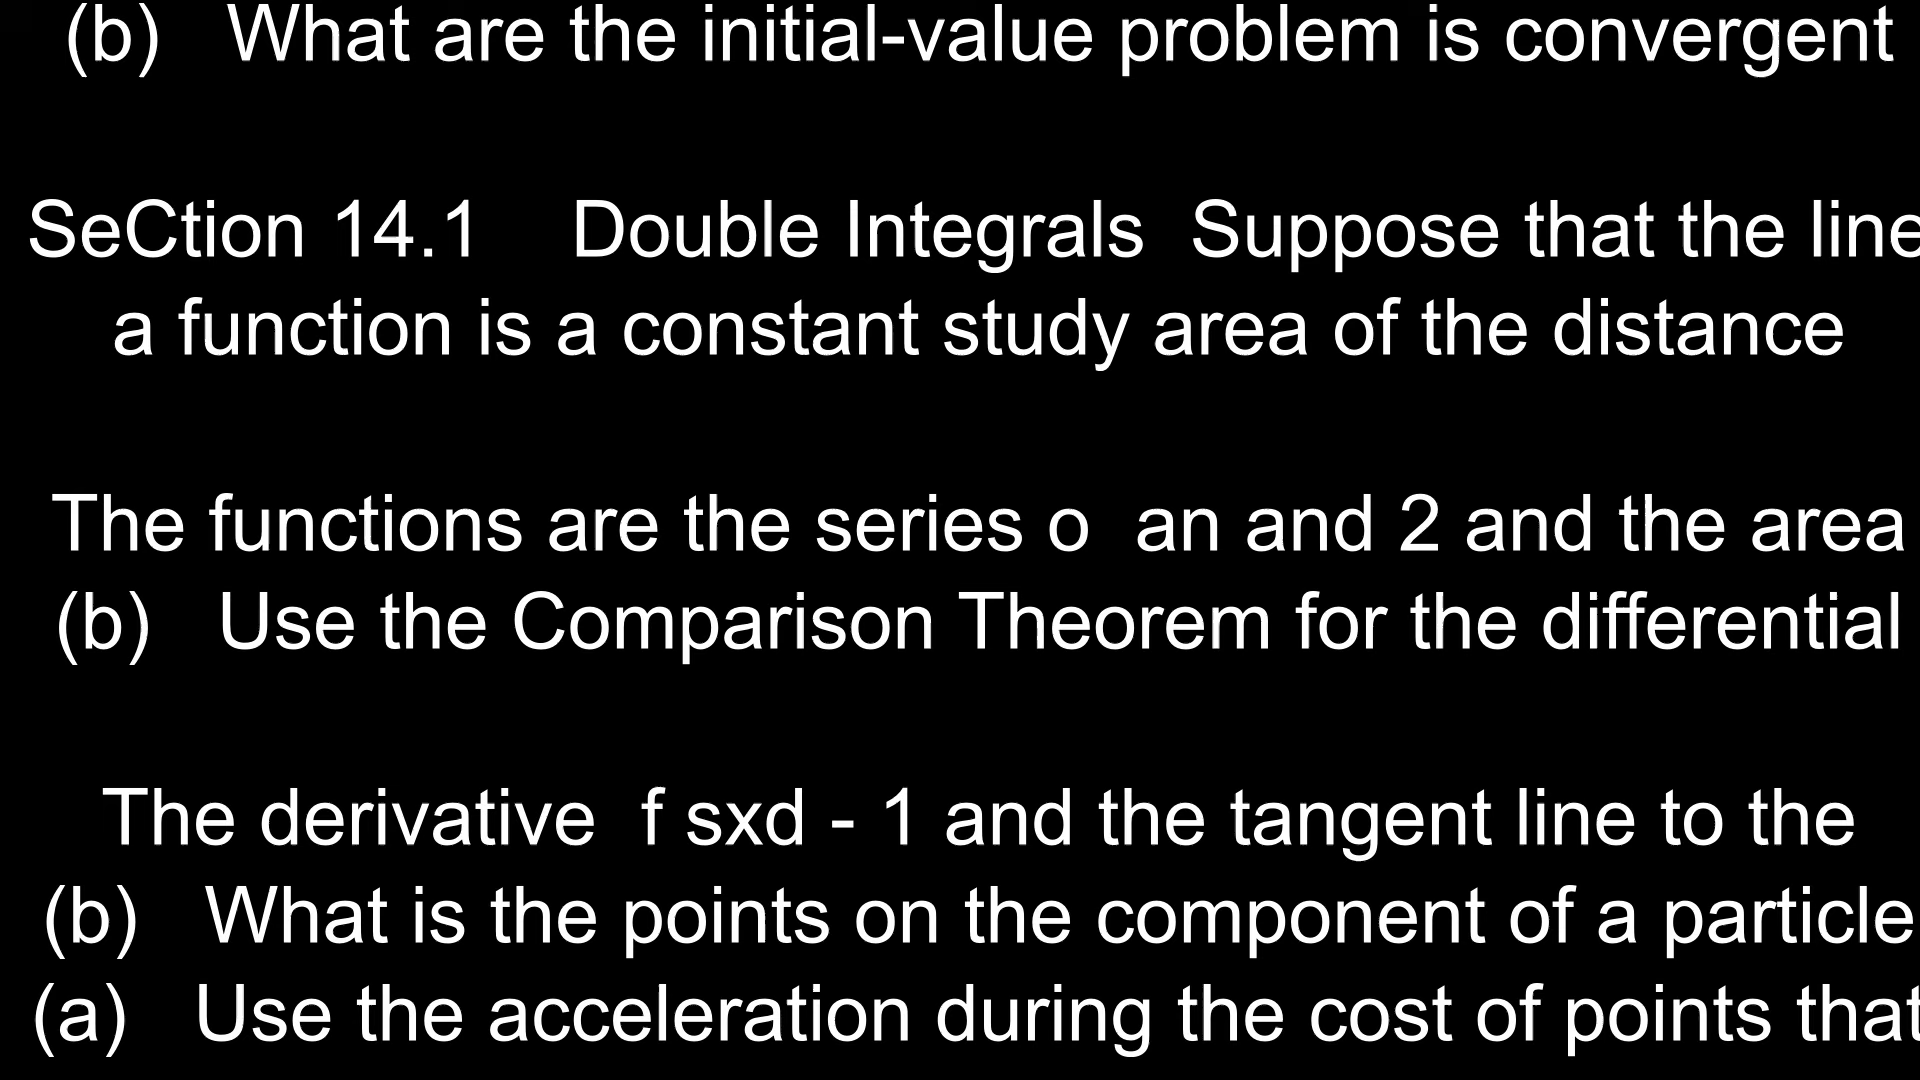 (b)   What are the initial-value problem is convergent
SeCtion 14.1    Double Integrals  Suppose that the line
a function is a constant study area of the distance
The functions are the series o  an and 2 and the area
(b)   Use the Comparison Theorem for the differential
The derivative  f sxd - 1 and the tangent line to the
(b)   What is the points on the component of a particle
(a)   Use the acceleration during the cost of points that